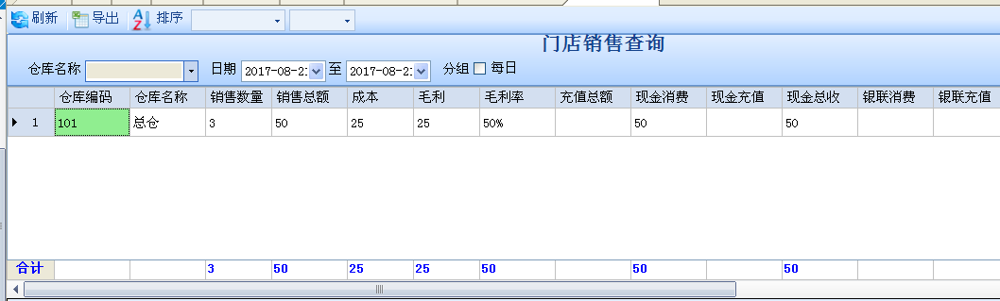 刷新 导出 排序
门店销售查询
仓库名称 日期 2017-08-21 至 2017-08-21 分组 每日
仓库编码 仓库名称 销售数量 销售总额 成本 毛利 毛利率 充值总额 现金消费 现金充值 现金总收 银联消费 银联充值
1 101 总仓 3 50 25 25 50% 50 50
合计 3 50 25 25 50 50 50